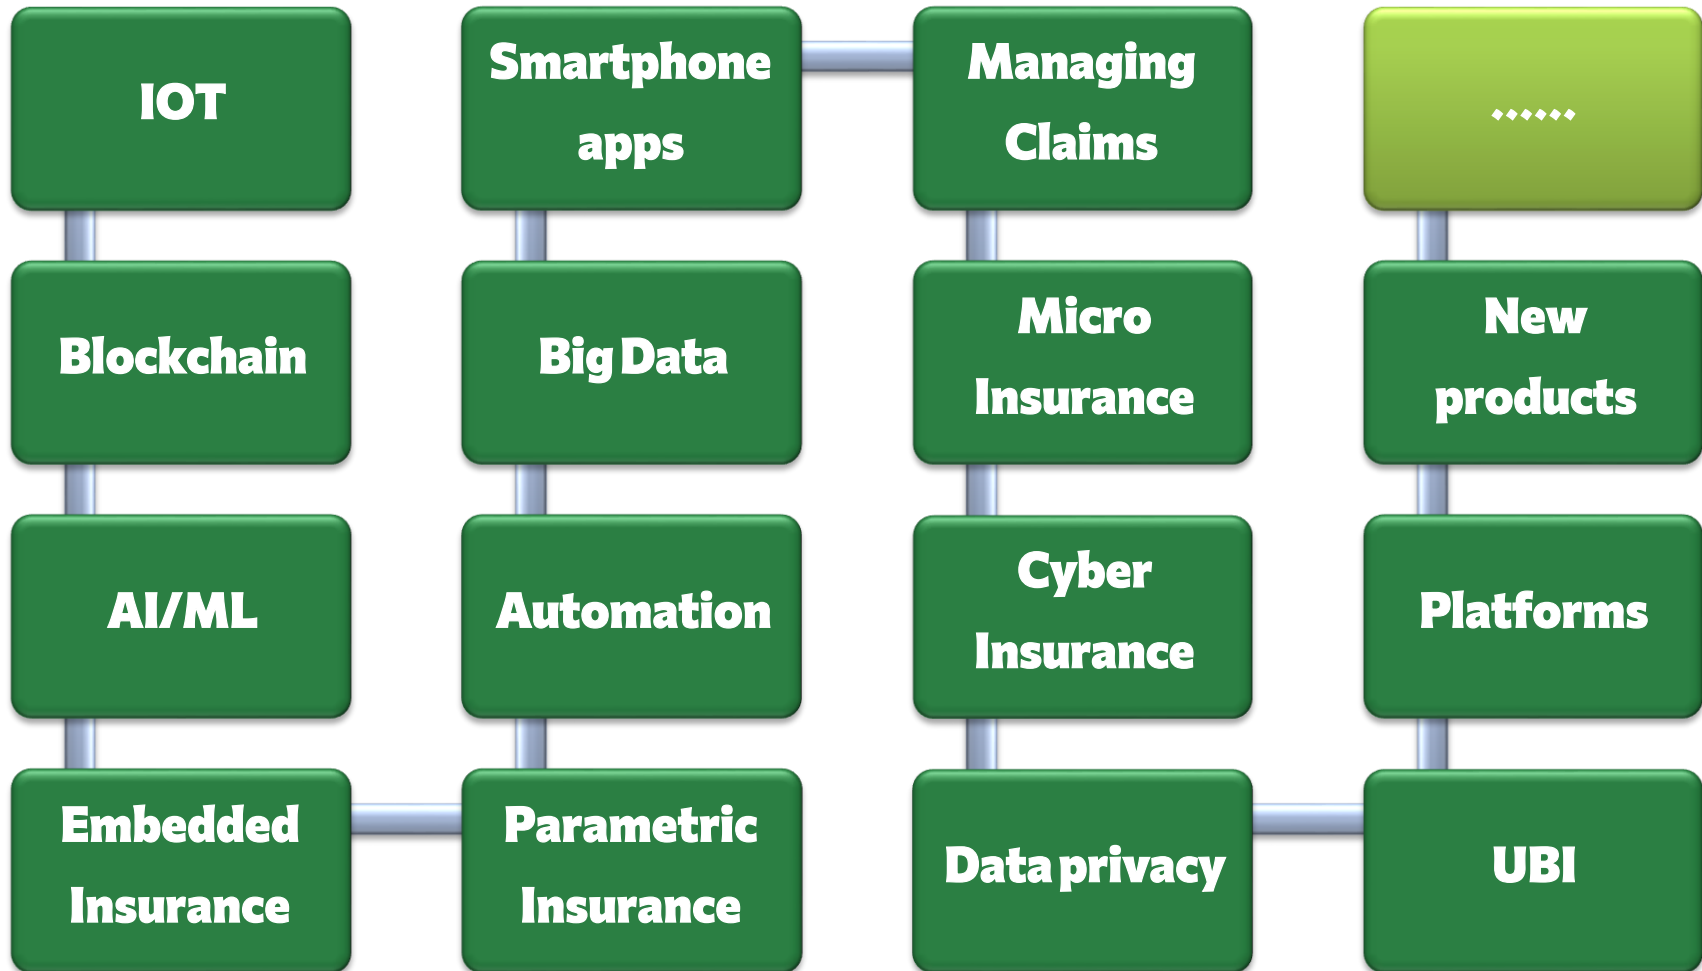 IOT
Blockchain
AI/ML
Embedded
Insurance
Parametric
Insurance
Automation
Big Data
Smartphone
apps
Managing
Claims
Micro
Insurance
Cyber
Insurance
Data privacy
UBI
Platforms
New
products
......